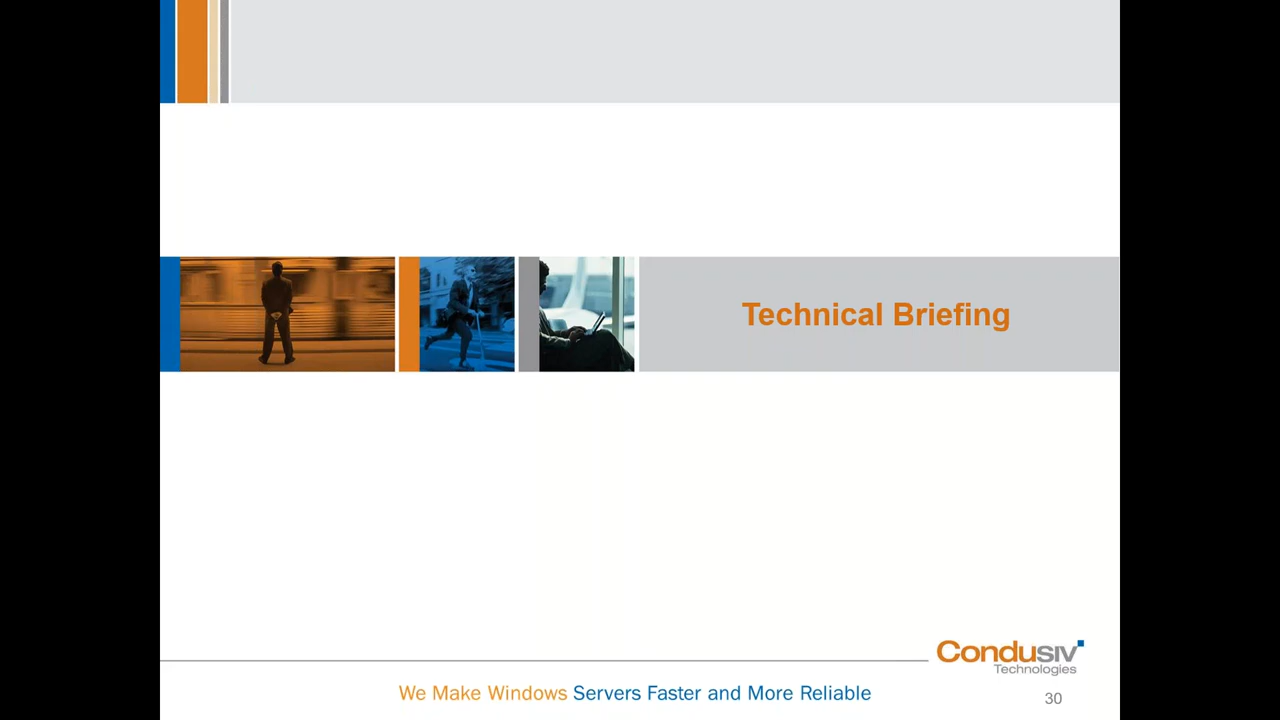 Technical Briefing
Condusiv
Technologies
We Make Windows Servers Faster and More Reliable
30